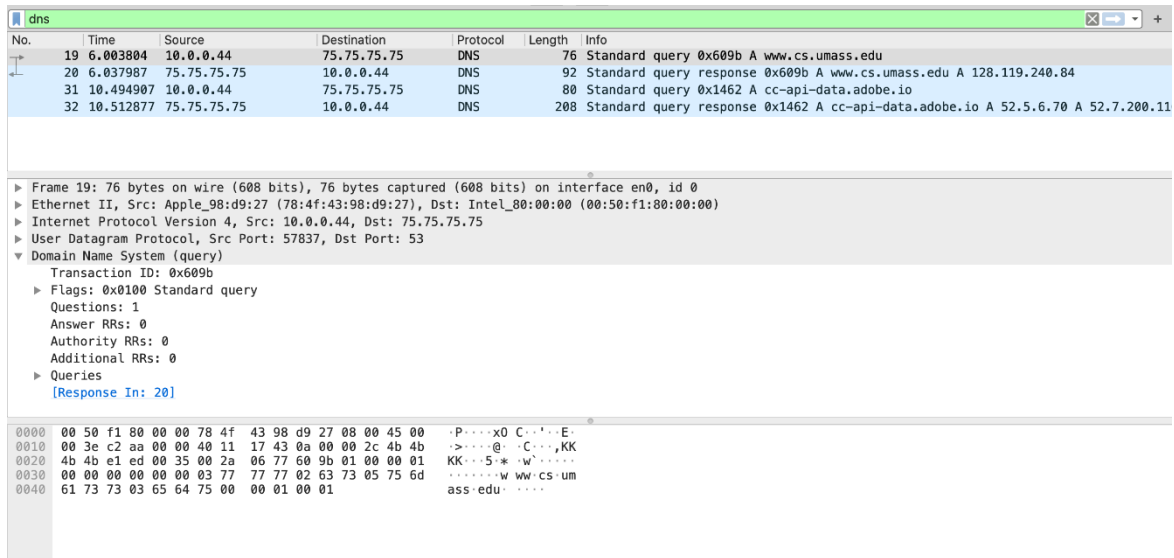 dns
+
No. Time Source Destination Protocol Length Info
19 6.003804 10.0.0.44 75.75.75.75 DNS 76 Standard query 0x609b A www.cs.umass.edu
20 6.037987 75.75.75.75 10.0.0.44 DNS 92 Standard query response 0x609b A www.cs.umass.edu A 128.119.240.84
31 10.494907 10.0.0.44 75.75.75.75 DNS 80 Standard query 0x1462 A cc-api-data.adobe.io
32 10.512877 75.75.75.75 10.0.0.44 DNS 208 Standard query response 0x1462 A cc-api-data.adobe.io A 52.5.6.70 A 52.7.200.11
Frame 19: 76 bytes on wire (608 bits), 76 bytes captured (608 bits) on interface en0, id 0
Ethernet II, Src: Apple_98:d9:27 (78:4f:43:98:d9:27), Dst: Intel_80:00:00 (00:50:f1:80:00:00)
Internet Protocol Version 4, Src: 10.0.0.44, Dst: 75.75.75.75
User Datagram Protocol, Src Port: 57837, Dst Port: 53
Domain Name System (query)
Transaction ID: 0x609b
Flags: 0x0100 Standard query
Questions: 1
Answer RRs: 0
Authority RRs: 0
Additional RRs: 0
Queries
[Response In: 20]
0000 00 50 f1 80 00 00 78 4f 43 98 d9 27 08 00 45 00 ·P····xO C··'··E·
0010 00 3e c2 aa 00 00 40 11 17 43 0a 00 00 2c 4b 4b ·>····@· ·C···,KK
0020 4b 4b e1 ed 00 35 00 2a 06 77 60 9b 01 00 00 01 KK···5·* ·w`·····
0030 00 00 00 00 00 00 03 77 77 77 02 63 73 05 75 6d ·······w ww·cs·um
0040 61 73 73 03 65 64 75 00 00 01 00 01 ass·edu· ····